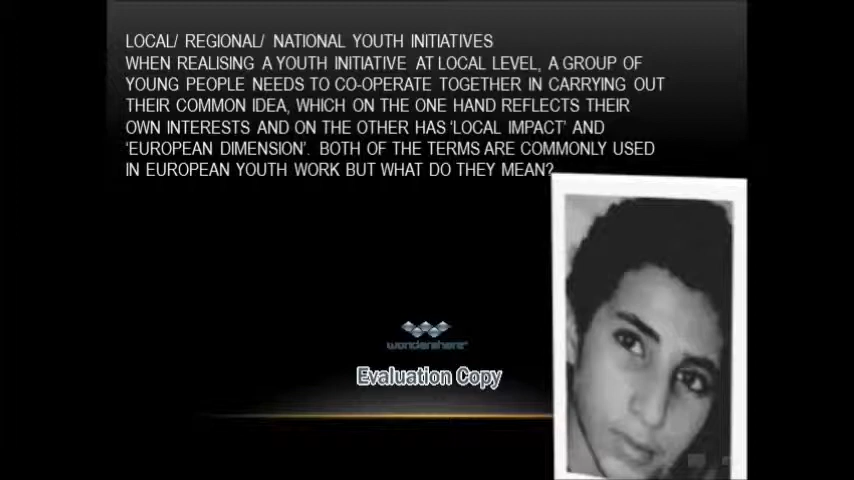 LOCAL/ REGIONAL/ NATIONAL YOUTH INITIATIVES
WHEN REALISING A YOUTH INITIATIVE AT LOCAL LEVEL, A GROUP OF
YOUNG PEOPLE NEEDS TO CO-OPERATE TOGETHER IN CARRYING OUT
THEIR COMMON IDEA, WHICH ON THE ONE HAND REFLECTS THEIR
OWN INTERESTS AND ON THE OTHER HAS ‘LOCAL IMPACT’ AND
‘EUROPEAN DIMENSION’. BOTH OF THE TERMS ARE COMMONLY USED
IN EUROPEAN YOUTH WORK BUT WHAT DO THEY MEAN?
wondershare
Evaluation Copy